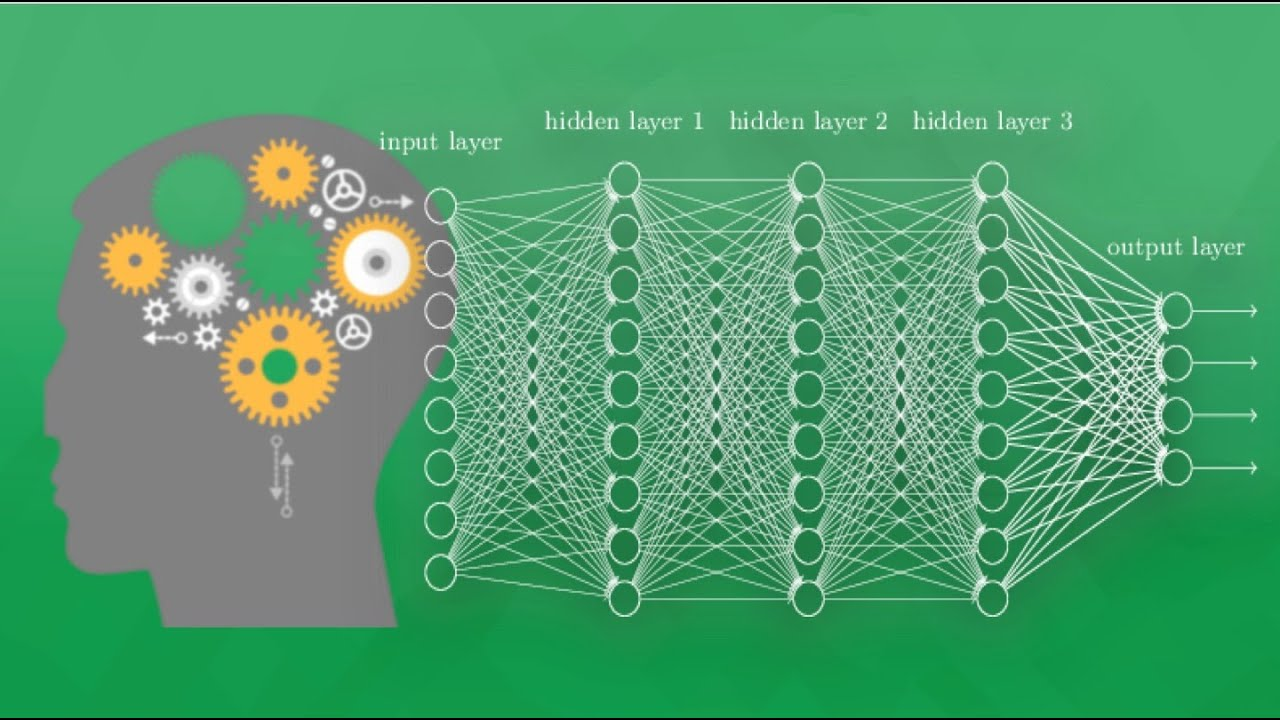 input layer
hidden layer 1
hidden layer 2
hidden layer 3
output layer